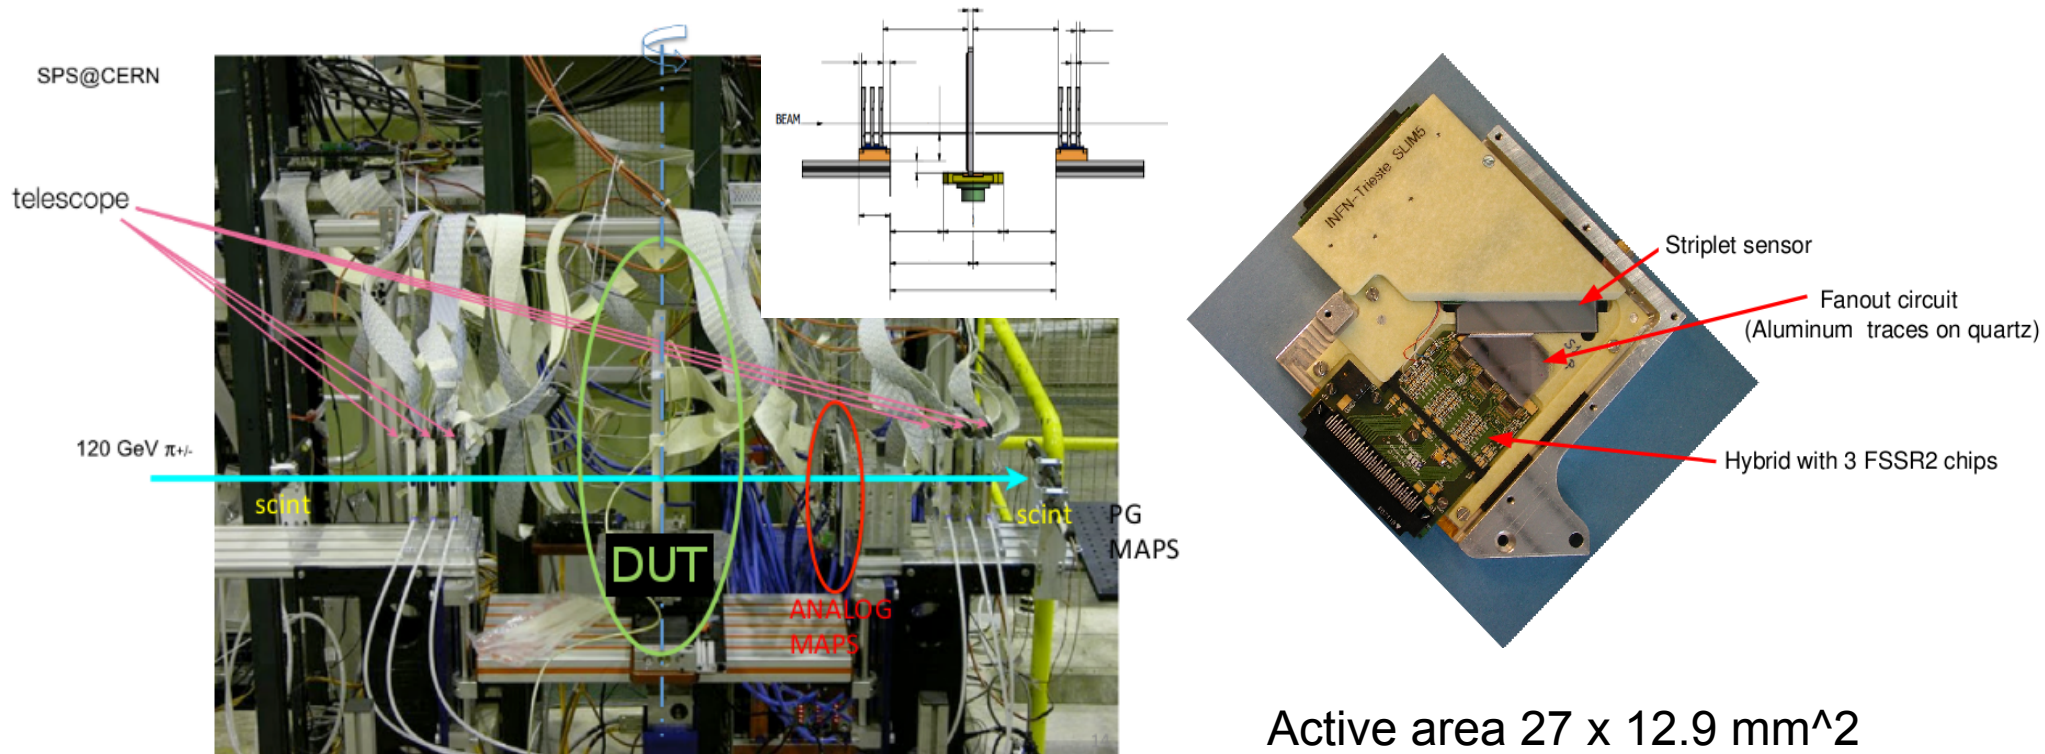 SPS@CERN
telescope
120 GeV π+/-
scint
BEAM
DUT
ANALOG
MAPS
scint
PG
MAPS
14
INFN-Trieste SLIM5
Striplet sensor
Fanout circuit
(Aluminum traces on quartz)
Hybrid with 3 FSSR2 chips
Active area 27 x 12.9 mm^2